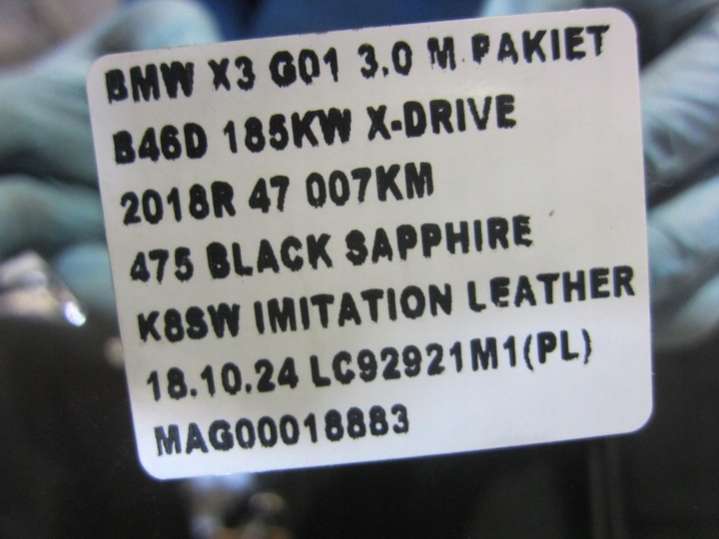 BMW X3 G01 3.0 M PAKIET
B46D 185KW X-DRIVE
2018R 47 007KM
475 BLACK SAPPHIRE
K8SW IMITATION LEATHER
18.10.24 LC92921M1(PL)
MAG00018883